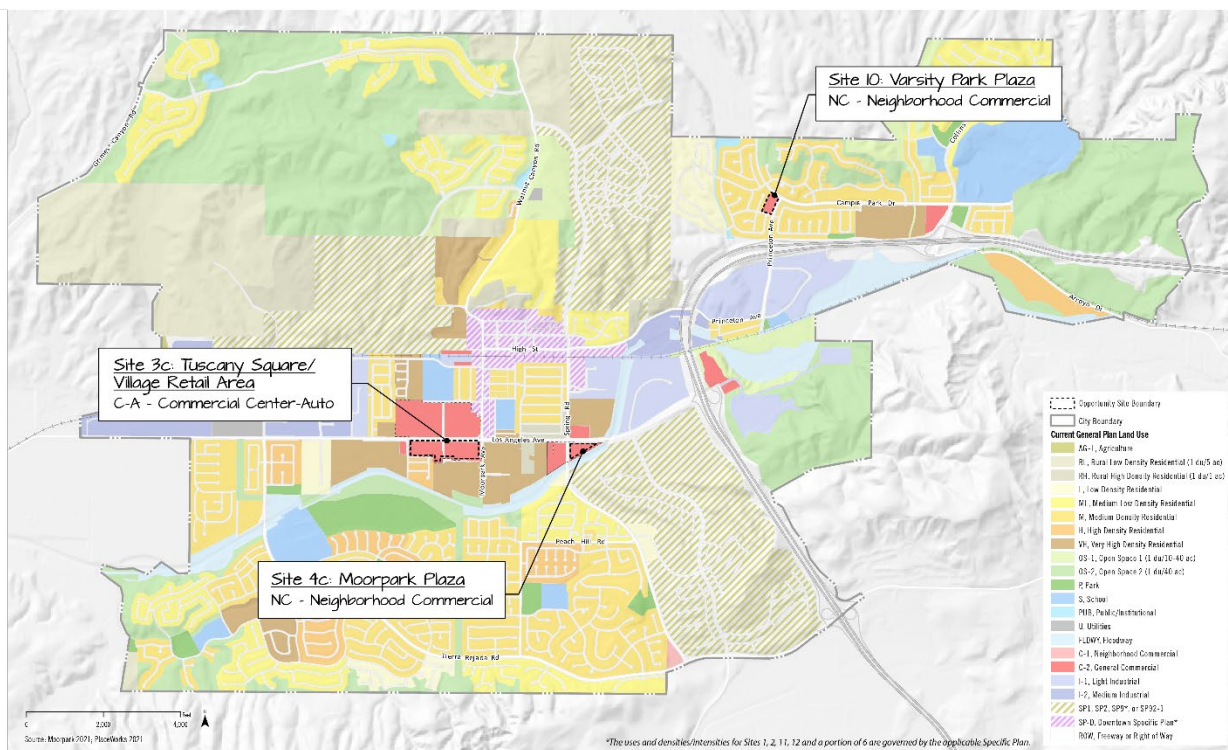 Site 10: Varsity Park Plaza
NC - Neighborhood Commercial
Grimes Canyon Rd
Walnut Canyon Rd
Collins
Campus Park Dr
Princeton Ave
Princeton Ave
Arroyo Dr
High St
Site 3c: Tuscany Square/
Village Retail Area
C-A - Commercial Center-Auto
Spring Rd
Los Angeles Ave
Moorpark Ave
Peach Hill Rd
Site 4c: Moorpark Plaza
NC - Neighborhood Commercial
Tierra Rejada Rd
Opportunity Site Boundary
City Boundary
Current General Plan Land Use
AG-1, Agriculture
RL, Rural Low Density Residential (1 du/5 ac)
RH, Rural High Density Residential (1 du/1 ac)
L, Low Density Residential
ML, Medium Low Density Residential
M, Medium Density Residential
H, High Density Residential
VH, Very High Density Residential
OS-1, Open Space 1 (1 du/10-40 ac)
OS-2, Open Space 2 (1 du/40 ac)
P, Park
S, School
PUB, Public/Institutional
U, Utilities
FLDWY, Floodway
C-1, Neighborhood Commercial
C-2, General Commercial
I-1, Light Industrial
I-2, Medium Industrial
SP1, SP2, SP9*, or SP92-1
SP-D, Downtown Specific Plan*
ROW, Freeway or Right of Way
0 2,000 4,000
Feet
Source: Moorpark 2021; PlaceWorks 2021
*The uses and densities/intensities for Sites 1, 2, 11, 12 and a portion of 6 are governed by the applicable Specific Plan.